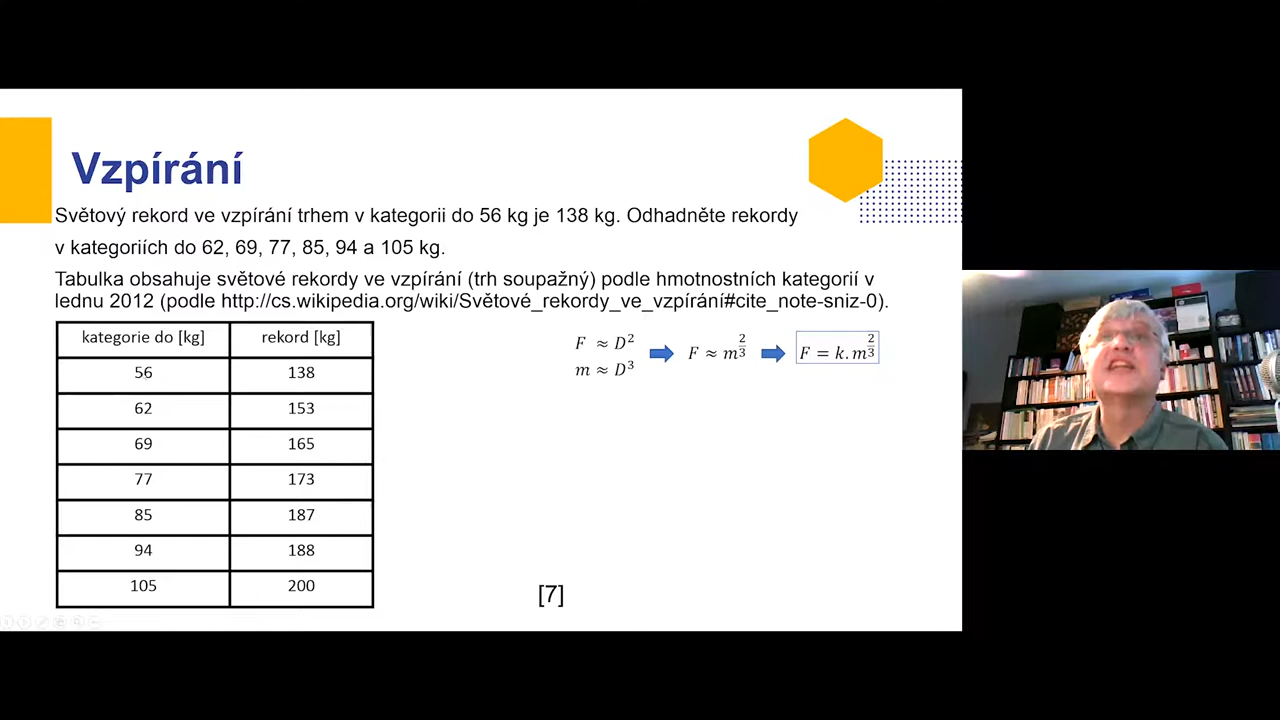 Vzpírání
Světový rekord ve vzpírání trhem v kategorii do 56 kg je 138 kg. Odhadněte rekordy
v kategoriích do 62, 69, 77, 85, 94 a 105 kg.
Tabulka obsahuje světové rekordy ve vzpírání (trh soupažný) podle hmotnostních kategorií v
lednu 2012 (podle http://cs.wikipedia.org/wiki/Světové_rekordy_ve_vzpírání#cite_note-sniz-0).
kategorie do [kg] rekord [kg]
56 138
62 153
69 165
77 173
85 187
94 188
105 200
F ≈ D²
m ≈ D³
F ≈ m^(2/3)
F = k.m^(2/3)
[7]